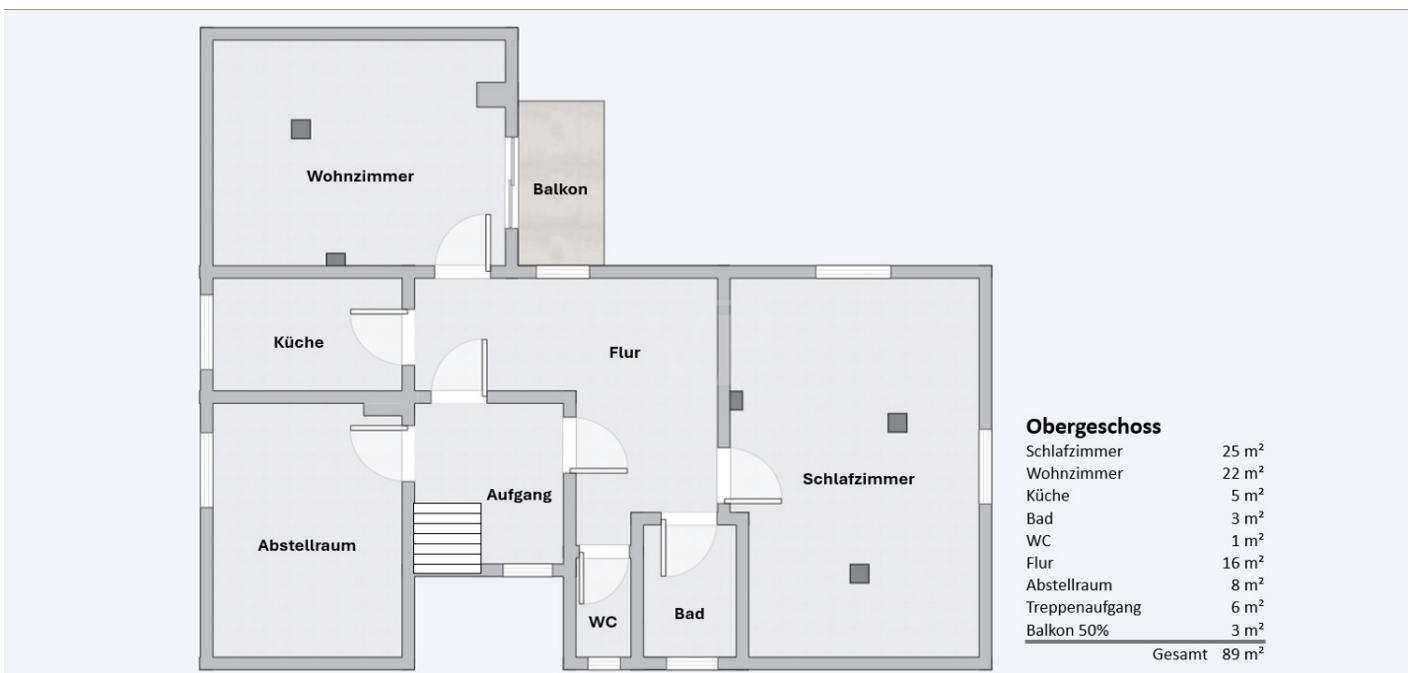 Wohnzimmer
Balkon
Küche
Flur
Schlafzimmer
Aufgang
Abstellraum
WC
Bad
Obergeschoss
Schlafzimmer 25 m²
Wohnzimmer 22 m²
Küche 5 m²
Bad 3 m²
WC 1 m²
Flur 16 m²
Abstellraum 8 m²
Treppenaufgang 6 m²
Balkon 50% 3 m²
Gesamt 89 m²